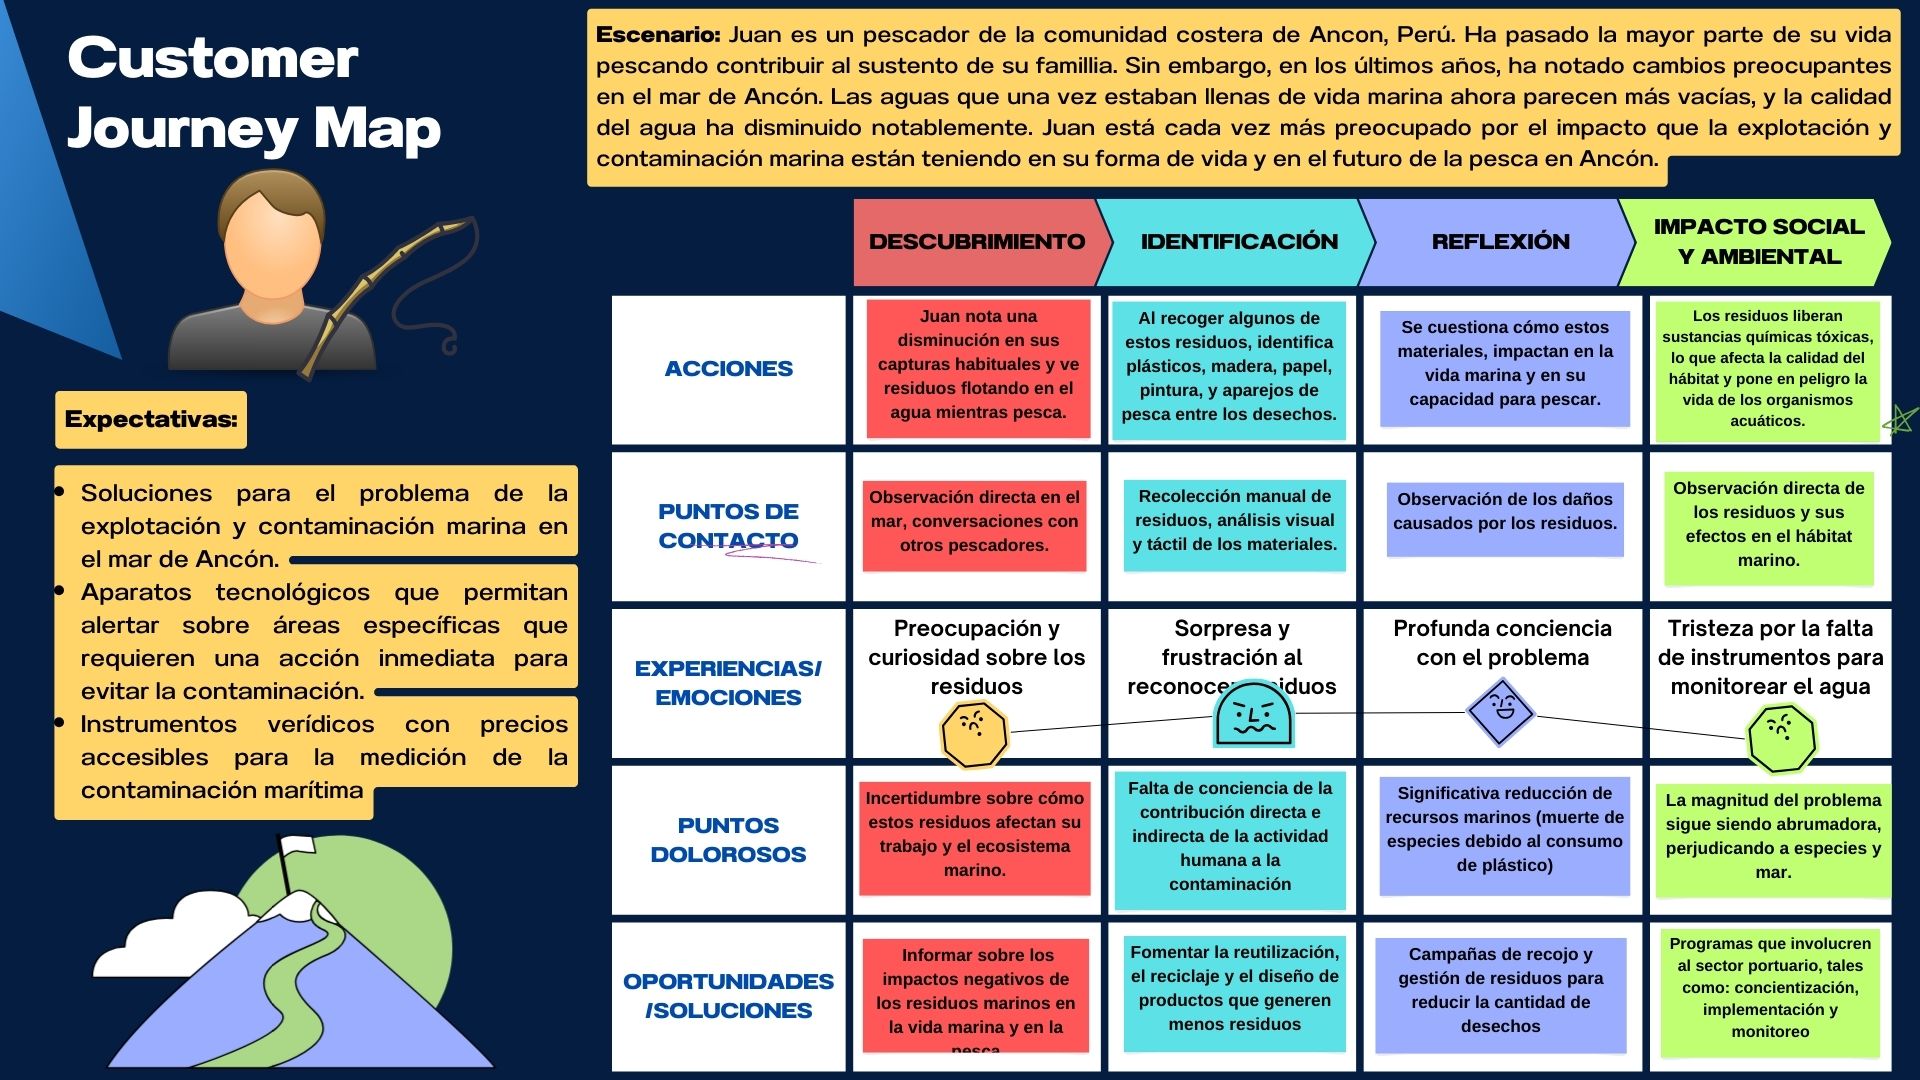 Customer
Journey Map
Escenario: Juan es un pescador de la comunidad costera de Ancon, Perú. Ha pasado la mayor parte de su vida
pescando contribuir al sustento de su famillia. Sin embargo, en los últimos años, ha notado cambios preocupantes
en el mar de Ancón. Las aguas que una vez estaban llenas de vida marina ahora parecen más vacías, y la calidad
del agua ha disminuido notablemente. Juan está cada vez más preocupado por el impacto que la explotación y
contaminación marina están teniendo en su forma de vida y en el futuro de la pesca en Ancón.
Expectativas:
• Soluciones para el problema de la
explotación y contaminación marina en
el mar de Ancón.
• Aparatos tecnológicos que permitan
alertar sobre áreas específicas que
requieren una acción inmediata para
evitar la contaminación.
• Instrumentos verídicos con precios
accesibles para la medición de la
contaminación marítima
DESCUBRIMIENTO
IDENTIFICACIÓN
REFLEXIÓN
IMPACTO SOCIAL
Y AMBIENTAL
ACCIONES
Juan nota una
disminución en sus
capturas habituales y ve
residuos flotando en el
agua mientras pesca.
Al recoger algunos de
estos residuos, identifica
plásticos, madera, papel,
pintura, y aparejos de
pesca entre los desechos.
Se cuestiona cómo estos
materiales, impactan en la
vida marina y en su
capacidad para pescar.
Los residuos liberan
sustancias químicas tóxicas,
lo que afecta la calidad del
hábitat y pone en peligro la
vida de los organismos
acuáticos.
PUNTOS DE
CONTACTO
Observación directa en el
mar, conversaciones con
otros pescadores.
Recolección manual de
residuos, análisis visual
y táctil de los materiales.
Observación de los daños
causados por los residuos.
Observación directa de
los residuos y sus
efectos en el hábitat
marino.
EXPERIENCIAS/
EMOCIONES
Preocupación y
curiosidad sobre los
residuos
Sorpresa y
frustración al
Profunda conciencia
con el problema
Tristeza por la falta
de instrumentos para
monitorear el agua
PUNTOS
DOLOROSOS
Incertidumbre sobre cómo
estos residuos afectan su
trabajo y el ecosistema
marino.
Falta de conciencia de la
contribución directa e
indirecta de la actividad
humana a la
contaminación
Significativa reducción de
recursos marinos (muerte de
especies debido al consumo
de plástico)
La magnitud del problema
sigue siendo abrumadora,
perjudicando a especies y
mar.
OPORTUNIDADES
/SOLUCIONES
Informar sobre los
impactos negativos de
los residuos marinos en
la vida marina y en la
pesca
Fomentar la reutilización,
el reciclaje y el diseño de
productos que generen
menos residuos
Campañas de recojo y
gestión de residuos para
reducir la cantidad de
desechos
Programas que involucren
al sector portuario, tales
como: concientización,
implementación y
monitoreo